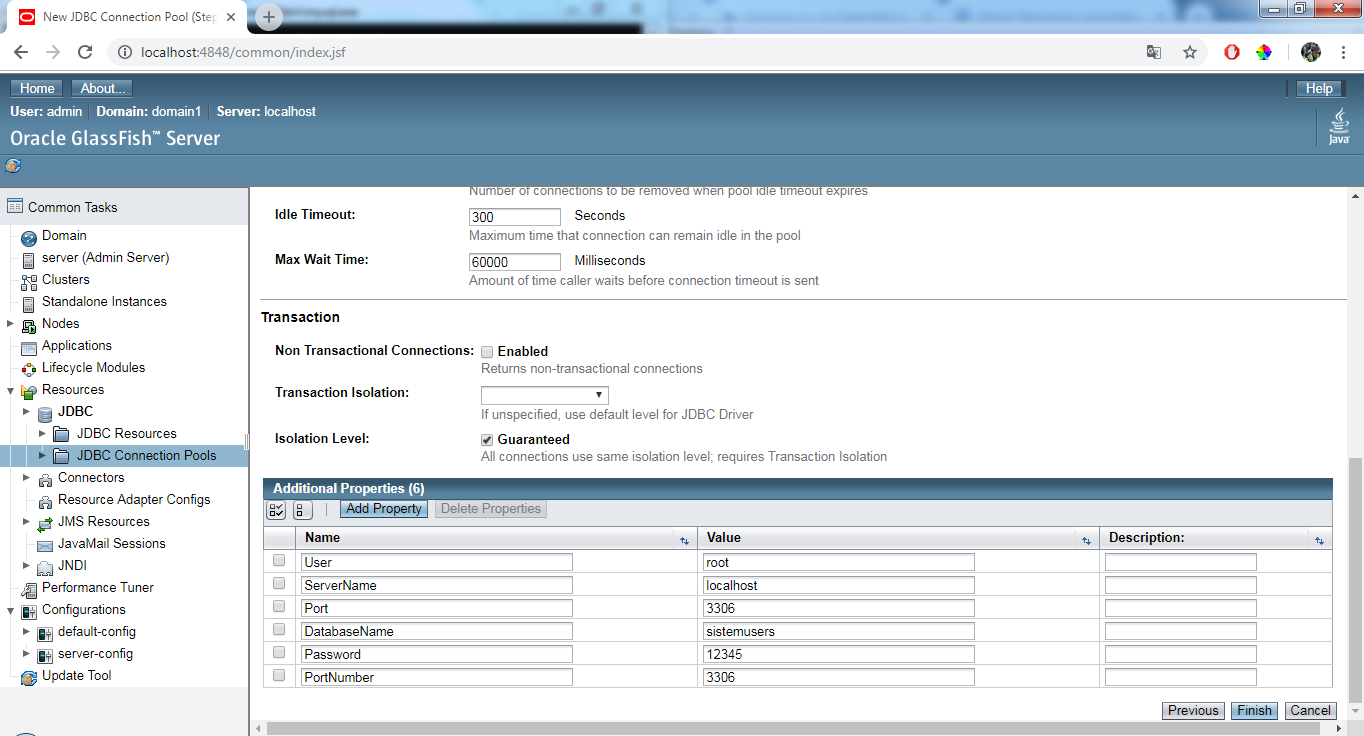 New JDBC Connection Pool (Step
localhost:4848/common/index.jsf
Home About... Help
User: admin Domain: domain1 Server: localhost
Oracle GlassFish™ Server
Java
Common Tasks
Domain
server (Admin Server)
Clusters
Standalone Instances
Nodes
Applications
Lifecycle Modules
Resources
JDBC
JDBC Resources
JDBC Connection Pools
Connectors
Resource Adapter Configs
JMS Resources
JavaMail Sessions
JNDI
Performance Tuner
Configurations
default-config
server-config
Update Tool
Number of connections to be removed when pool idle timeout expires
Idle Timeout: 300 Seconds
Maximum time that connection can remain idle in the pool
Max Wait Time: 60000 Milliseconds
Amount of time caller waits before connection timeout is sent
Transaction
Non Transactional Connections: Enabled
Returns non-transactional connections
Transaction Isolation:
If unspecified, use default level for JDBC Driver
Isolation Level: Guaranteed
All connections use same isolation level; requires Transaction Isolation
Additional Properties (6)
Add Property Delete Properties
Name Value Description:
User root
ServerName localhost
Port 3306
DatabaseName sistemusers
Password 12345
PortNumber 3306
Previous Finish Cancel